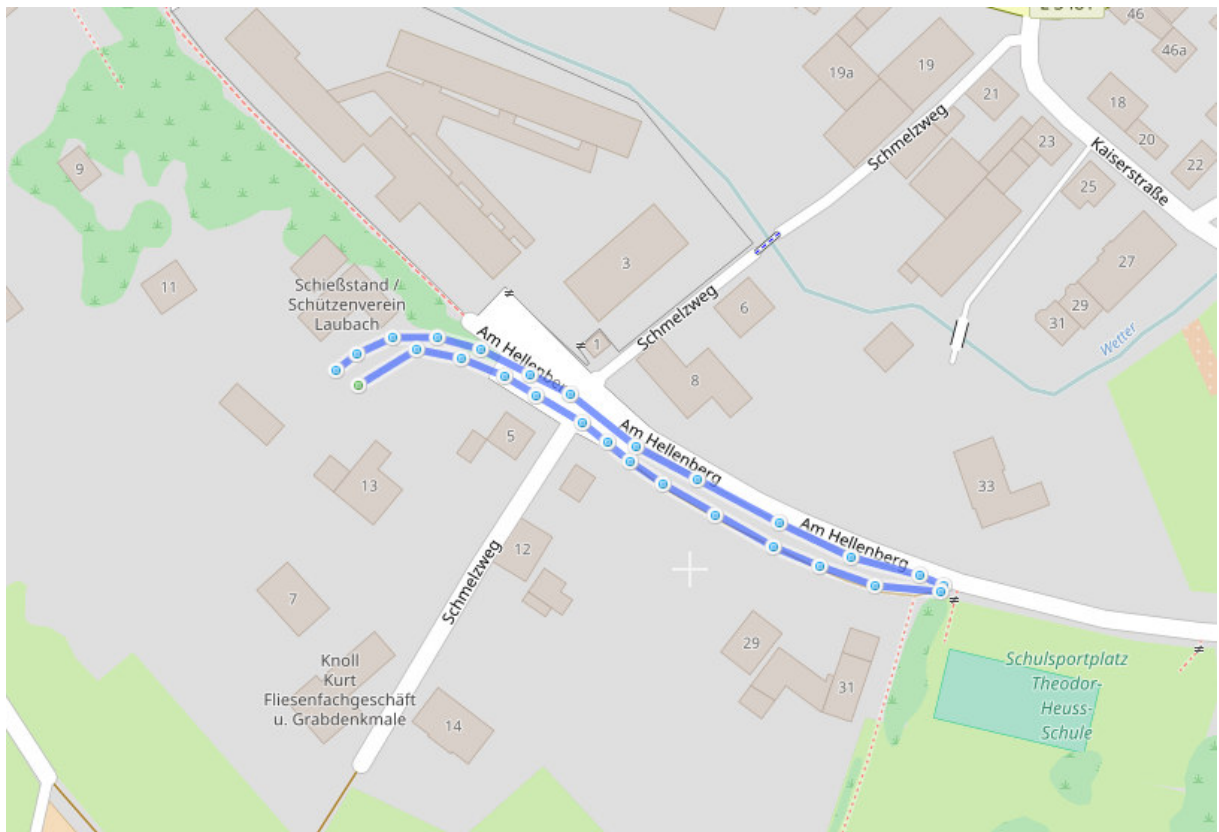 46
46a
19a
19
21
18
23
20
22
Schmelzweg
Kaiserstraße
25
9
3
27
11
Schießstand /
Schützenverein
Laubach
6
29
31
Schmelzweg
1
Wetter
Am Hellenberg
8
Am Hellenberg
5
13
33
Am Hellenberg
12
Schmelzweg
7
29
Knoll
Kurt
Fliesenfachgeschäft
u. Grabdenkmale
31
14
Schulsportplatz
Theodor-
Heuss-
Schule